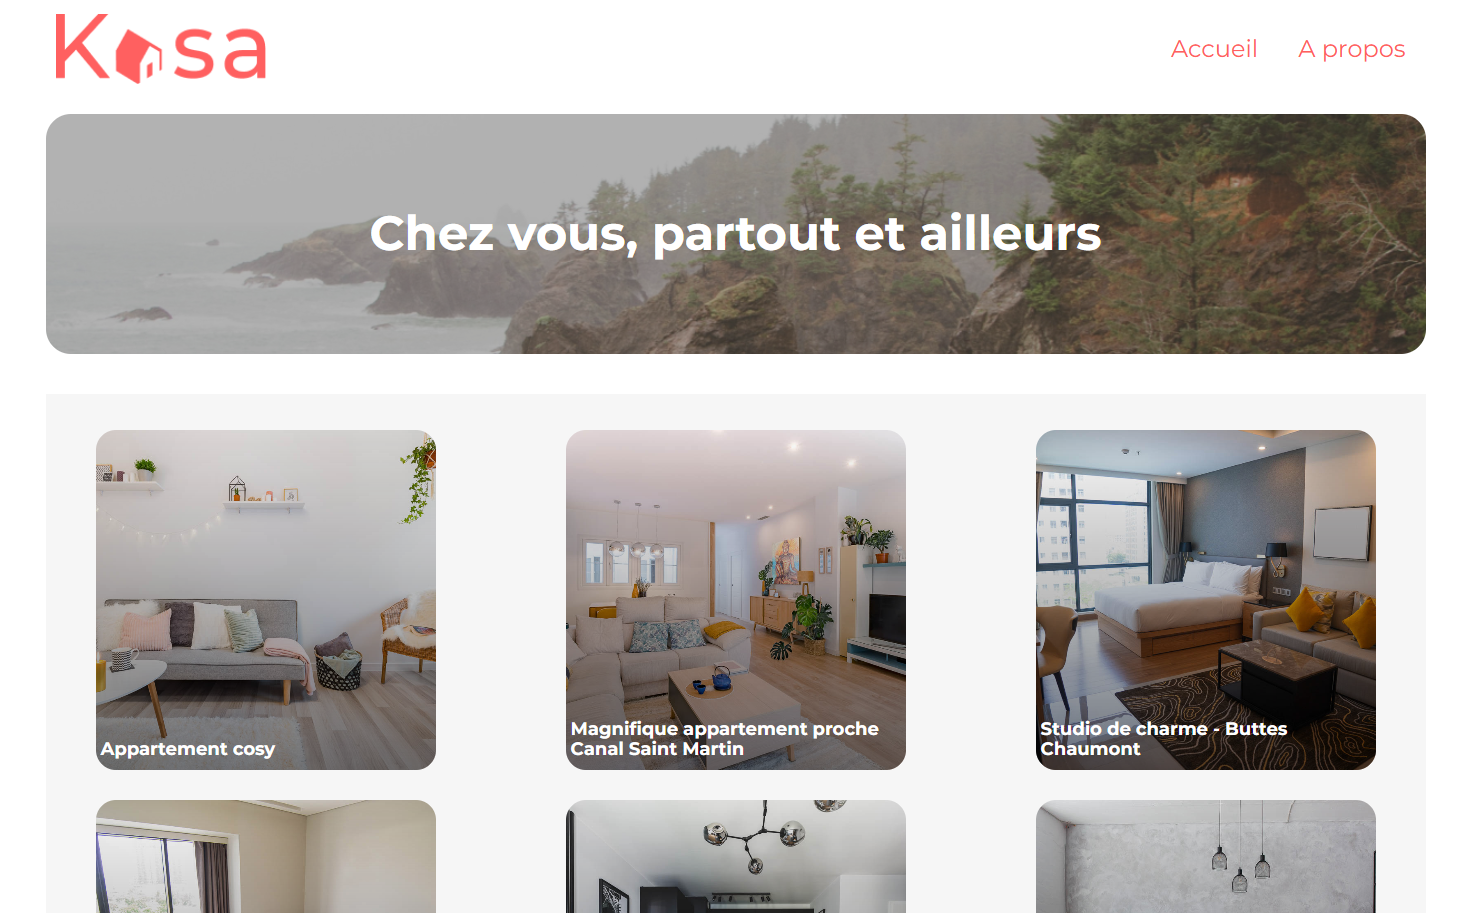 Kasa
Accueil
A propos
Chez vous, partout et ailleurs
Appartement cosy
Magnifique appartement proche
Canal Saint Martin
Studio de charme - Buttes
Chaumont